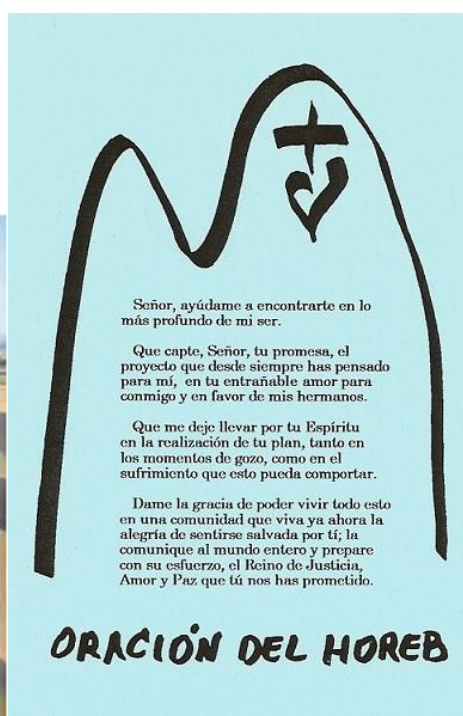 Señor, ayúdame a encontrarte en lo
más profundo de mi ser.
Que capte, Señor, tu promesa, el
proyecto que desde siempre has pensado
para mí, en tu entrañable amor para
conmigo y en favor de mis hermanos.
Que me deje llevar por tu Espíritu
en la realización de tu plan, tanto en
los momentos de gozo, como en el
sufrimiento que esto pueda comportar.
Dame la gracia de poder vivir todo esto
en una comunidad que viva ya ahora la
alegría de sentirse salvada por tí; la
comunique al mundo entero y prepare
con su esfuerzo, el Reino de Justicia,
Amor y Paz que tú nos has prometido.
ORACIÓN DEL HOREB